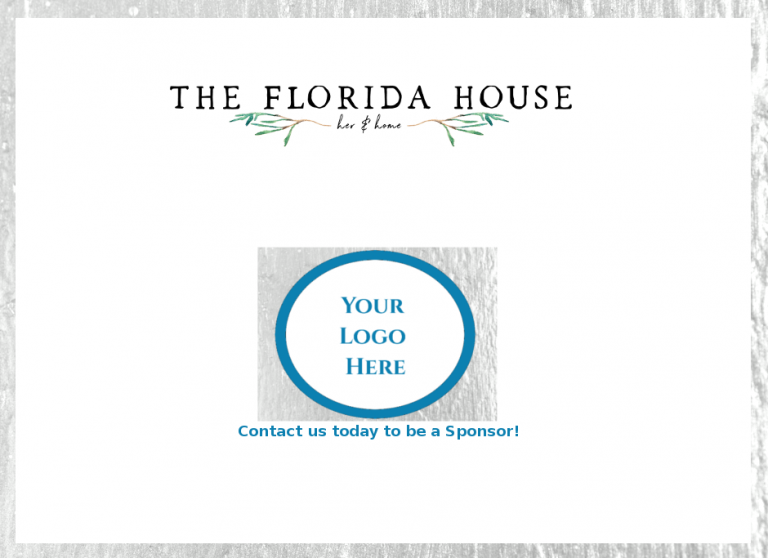 THE FLORIDA HOUSE
her & home
Your
Logo
Here
Contact us today to be a Sponsor!